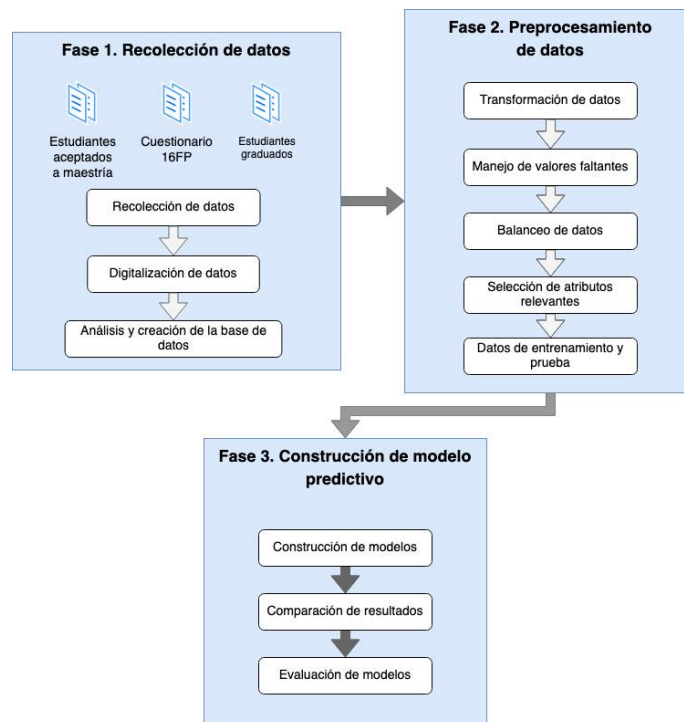 Fase 1. Recolección de datos
Estudiantes
aceptados
a maestría
Cuestionario
16FP
Estudiantes
graduados
Recolección de datos
Digitalización de datos
Análisis y creación de la base de
datos
Fase 2. Preprocesamiento
de datos
Transformación de datos
Manejo de valores faltantes
Balanceo de datos
Selección de atributos
relevantes
Datos de entrenamiento y
prueba
Fase 3. Construcción de modelo
predictivo
Construcción de modelos
Comparación de resultados
Evaluación de modelos